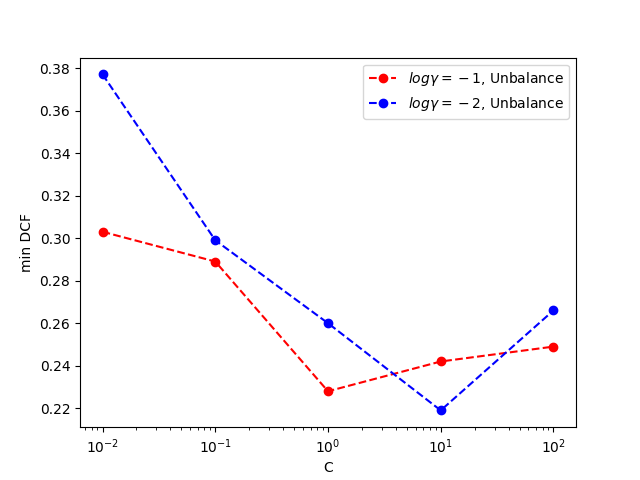 logγ = −1, Unbalance
logγ = −2, Unbalance
min DCF
0.38
0.36
0.34
0.32
0.30
0.28
0.26
0.24
0.22
10⁻² 10⁻¹ 10⁰ 10¹ 10²
C